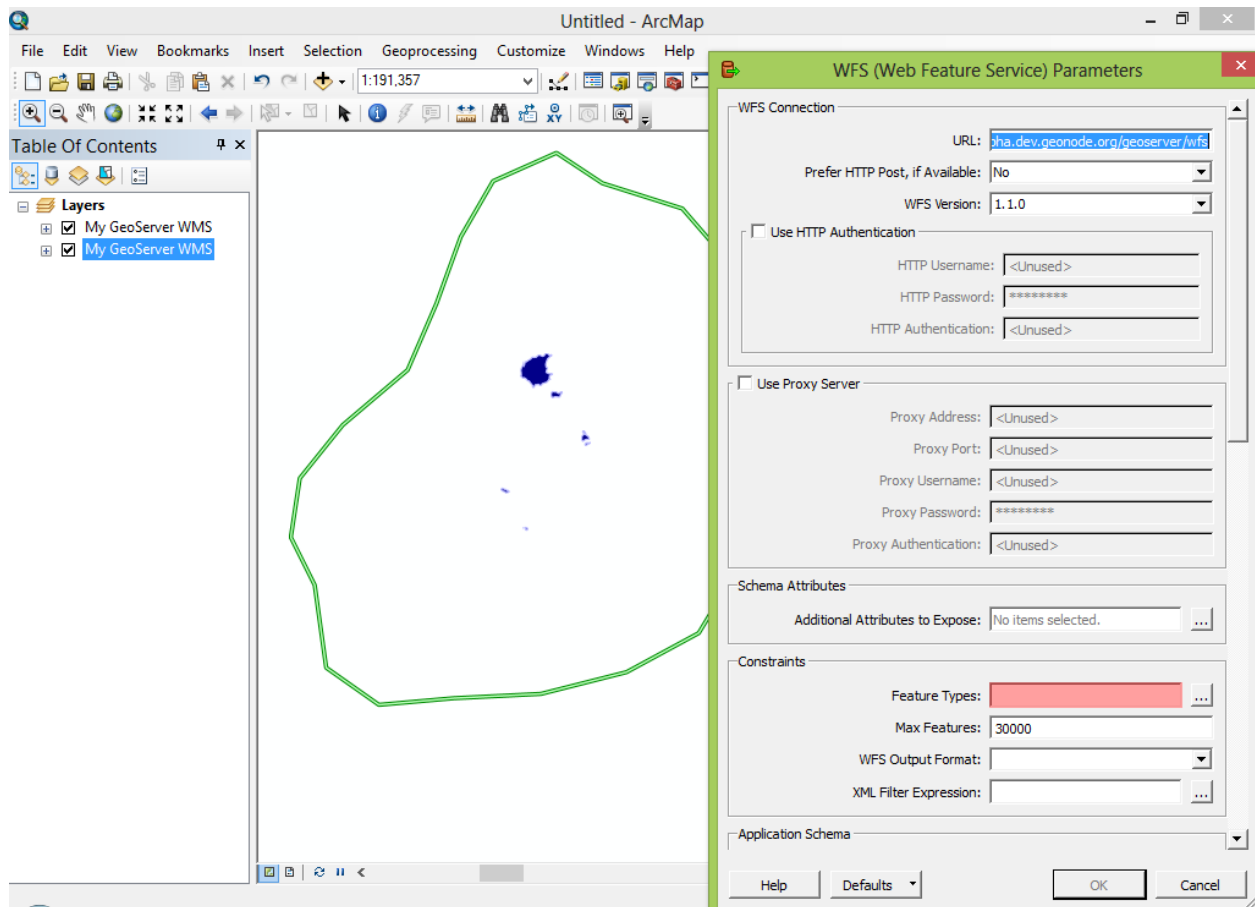 Untitled - ArcMap
File Edit View Bookmarks Insert Selection Geoprocessing Customize Windows Help
1:191,357
Table Of Contents
Layers
My GeoServer WMS
My GeoServer WMS
WFS (Web Feature Service) Parameters
WFS Connection
URL: oha.dev.geonode.org/geoserver/wfs
Prefer HTTP Post, if Available: No
WFS Version: 1.1.0
Use HTTP Authentication
HTTP Username: <Unused>
HTTP Password: ********
HTTP Authentication: <Unused>
Use Proxy Server
Proxy Address: <Unused>
Proxy Port: <Unused>
Proxy Username: <Unused>
Proxy Password: ********
Proxy Authentication: <Unused>
Schema Attributes
Additional Attributes to Expose: No items selected. ...
Constraints
Feature Types: ...
Max Features: 30000
WFS Output Format:
XML Filter Expression: ...
Application Schema
Help Defaults OK Cancel